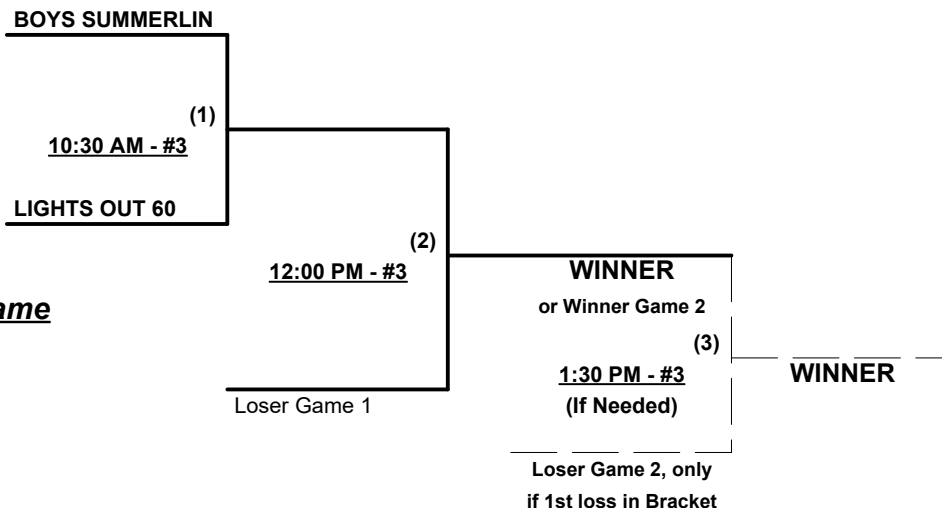 BOYS SUMMERLIN
(1)
10:30 AM - #3
LIGHTS OUT 60
(2)
12:00 PM - #3
WINNER
or Winner Game 2
(3)
1:30 PM - #3
(If Needed)
WINNER
Loser Game 1
Loser Game 2, only
if 1st loss in Bracket